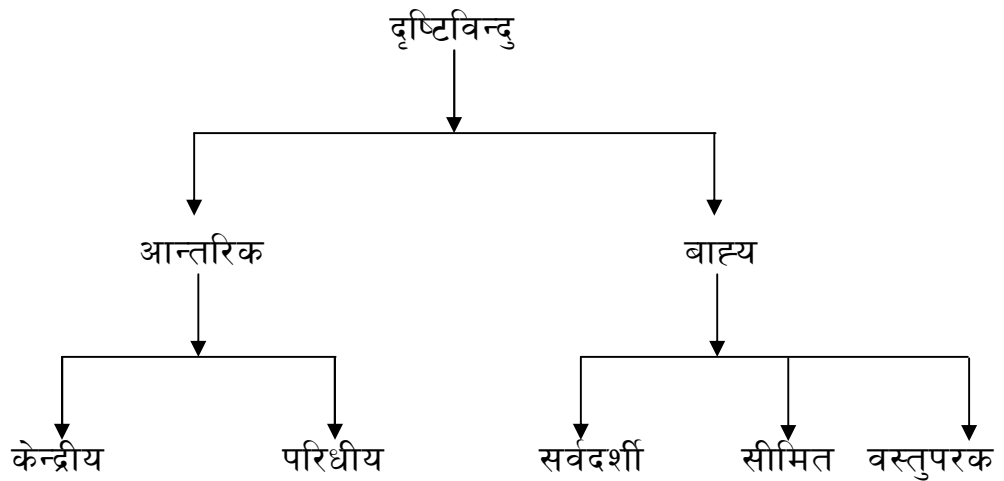 दृष्टिविन्दु
आन्तरिक बाह्य
केन्द्रीय परिधीय सर्वदर्शी सीमित वस्तुपरक